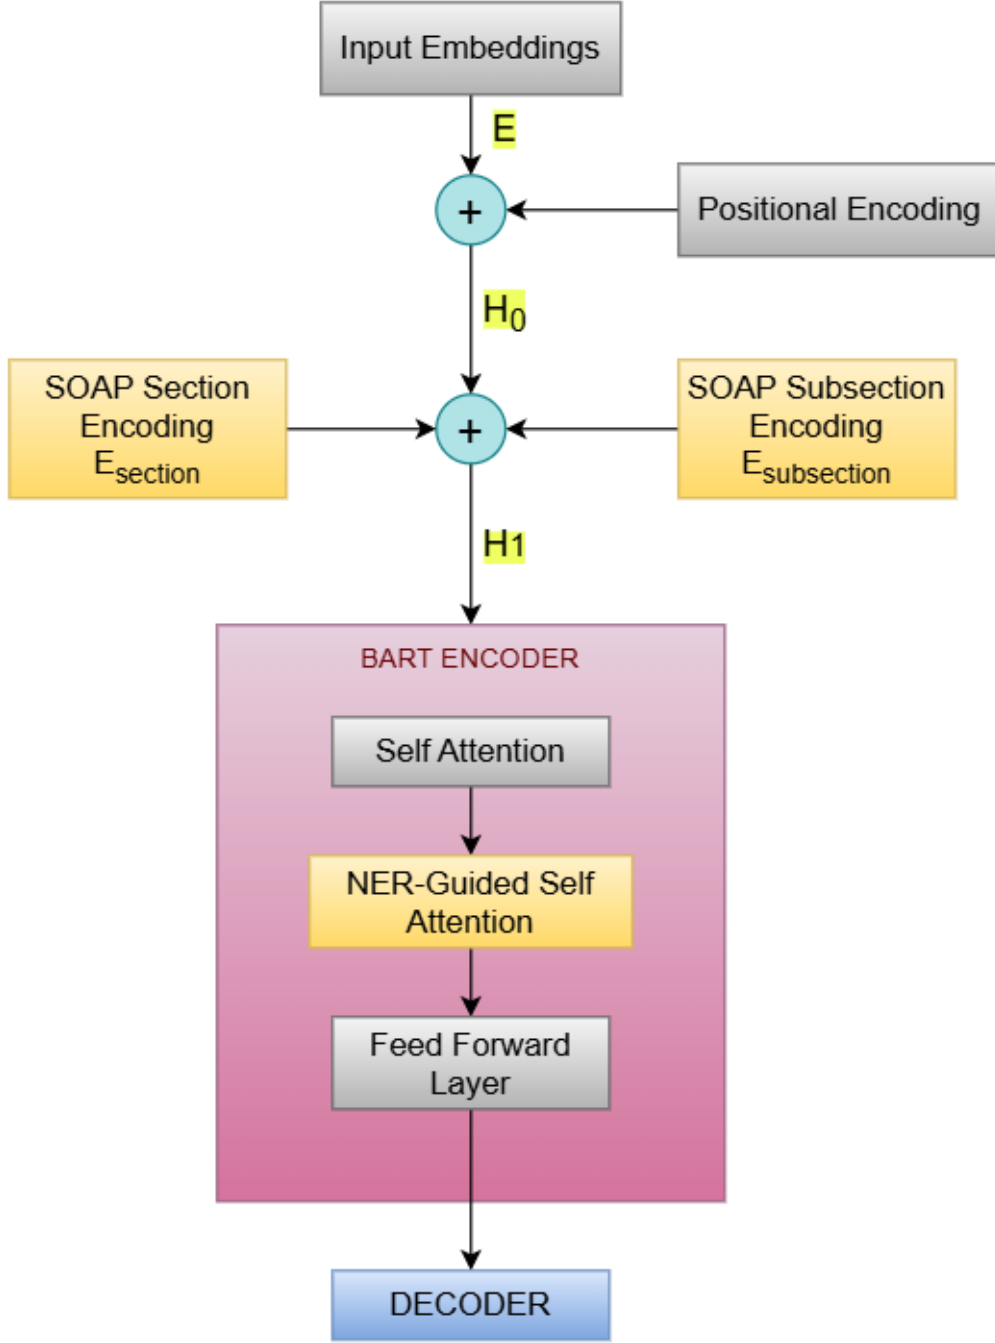 Input Embeddings
E
+
Positional Encoding
H0
SOAP Section
Encoding
Esection
+
SOAP Subsection
Encoding
Esubsection
H1
BART ENCODER
Self Attention
NER-Guided Self
Attention
Feed Forward
Layer
DECODER